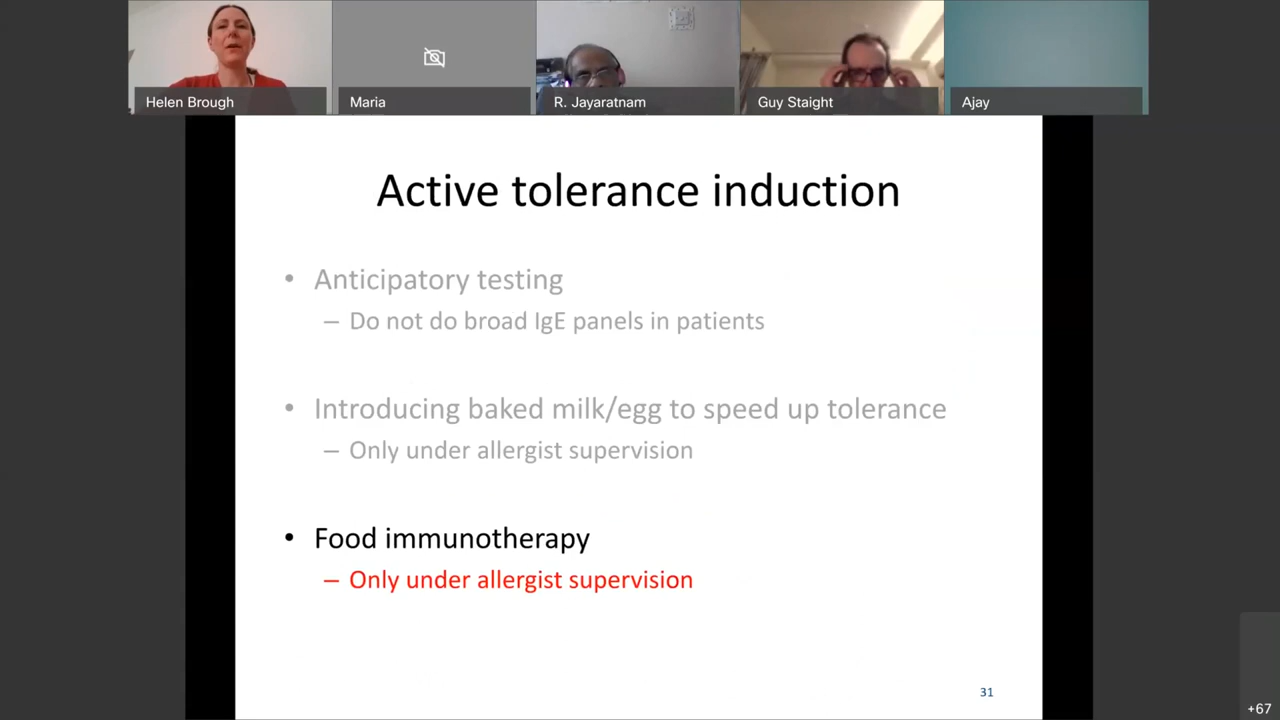 Helen Brough
Maria
R. Jayaratnam
Guy Staight
Ajay
Active tolerance induction
• Anticipatory testing
– Do not do broad IgE panels in patients
• Introducing baked milk/egg to speed up tolerance
– Only under allergist supervision
• Food immunotherapy
– Only under allergist supervision
31
+67